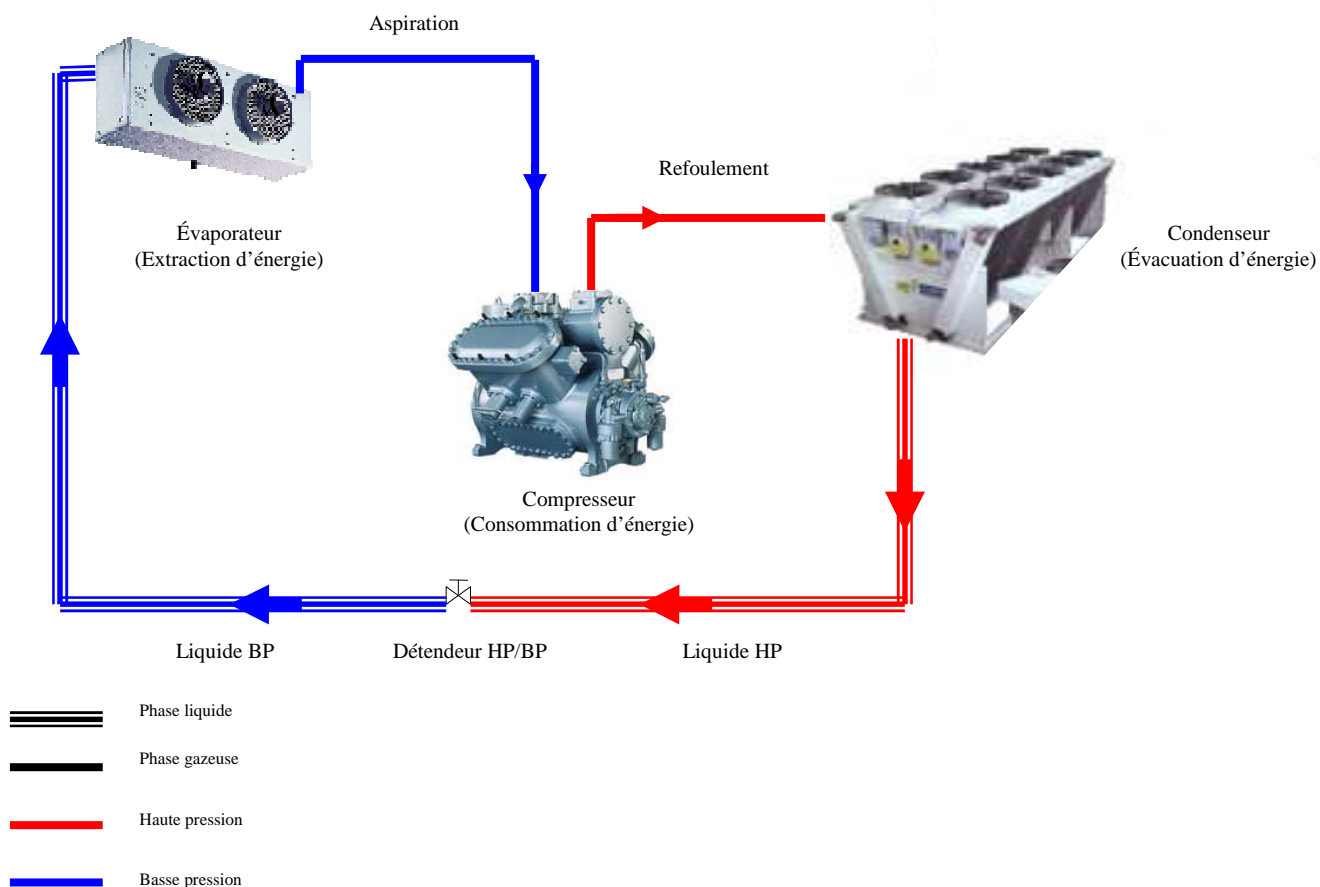 Aspiration
Refoulement
Évaporateur
(Extraction d’énergie)
Condenseur
(Évacuation d’énergie)
Compresseur
(Consommation d’énergie)
Liquide BP
Détendeur HP/BP
Liquide HP
Phase liquide
Phase gazeuse
Haute pression
Basse pression